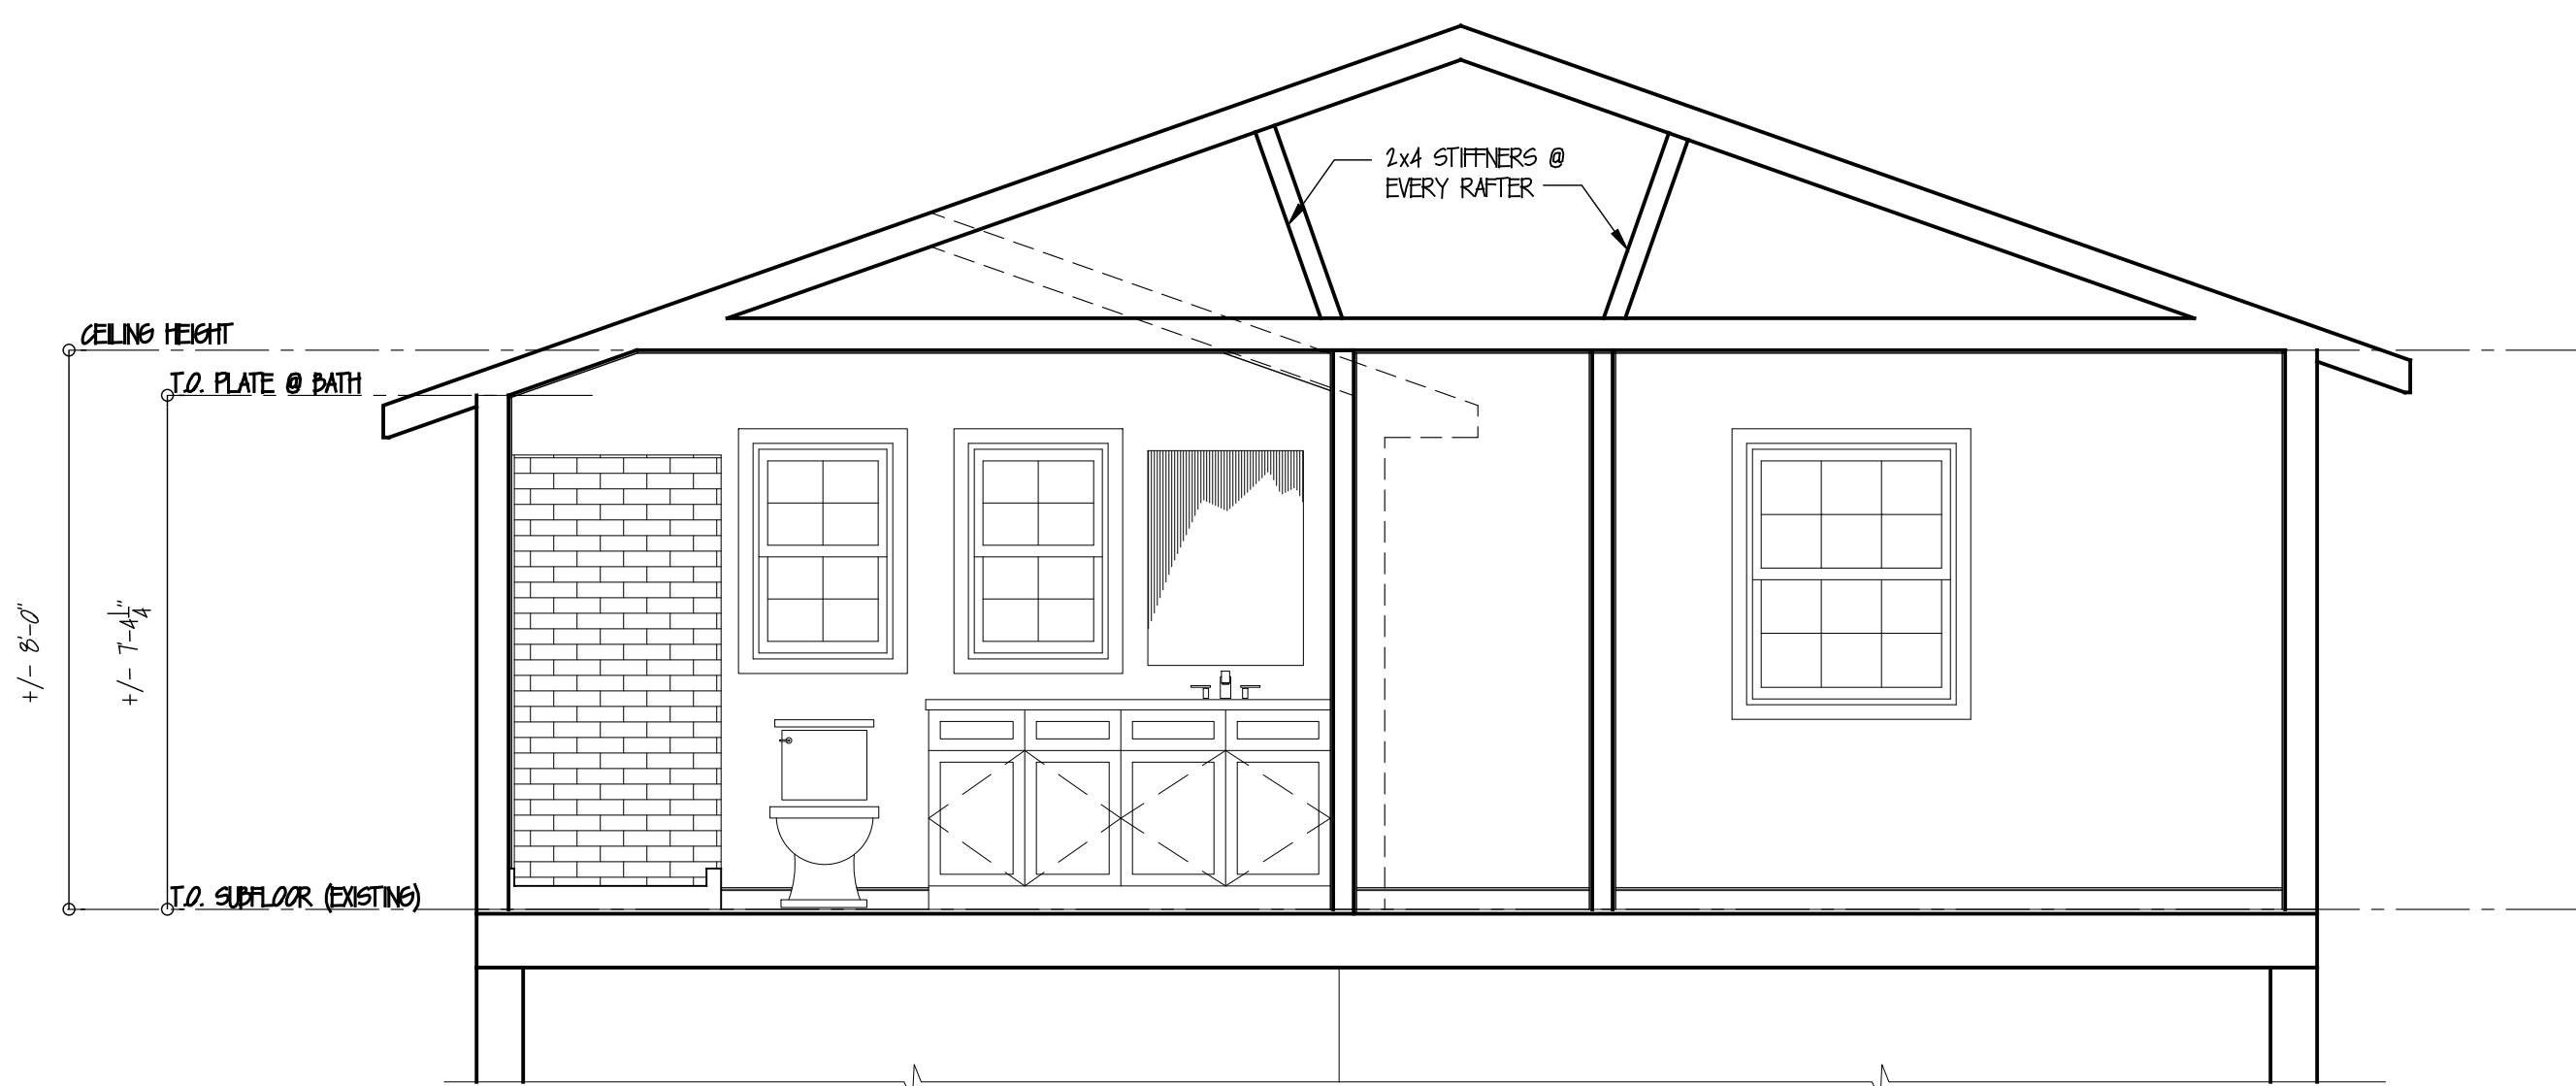 2x4 STIFFNERS @
EVERY RAFTER
CEILING HEIGHT
T.O. PLATE @ BATH
+/- 8'-0"
+/- 7'-4 1/4"
T.O. SUBFLOOR (EXISTING)